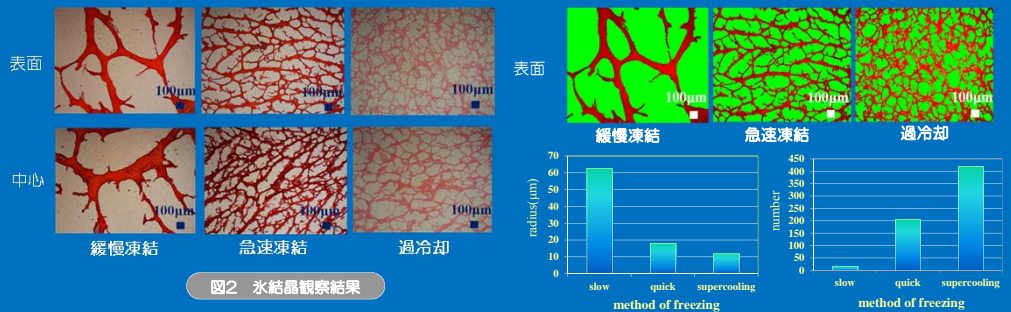 表面
100μm
100μm
100μm
中心
100μm
100μm
100μm
緩慢凍結
急速凍結
過冷却
図2 氷結晶観察結果
表面
100μm
100μm
100μm
緩慢凍結
急速凍結
過冷却
70
60
50
40
30
20
10
0
radius(μm)
slow quick supercooling
method of freezing
450
400
350
300
250
200
150
100
50
0
number
slow quick supercooling
method of freezing